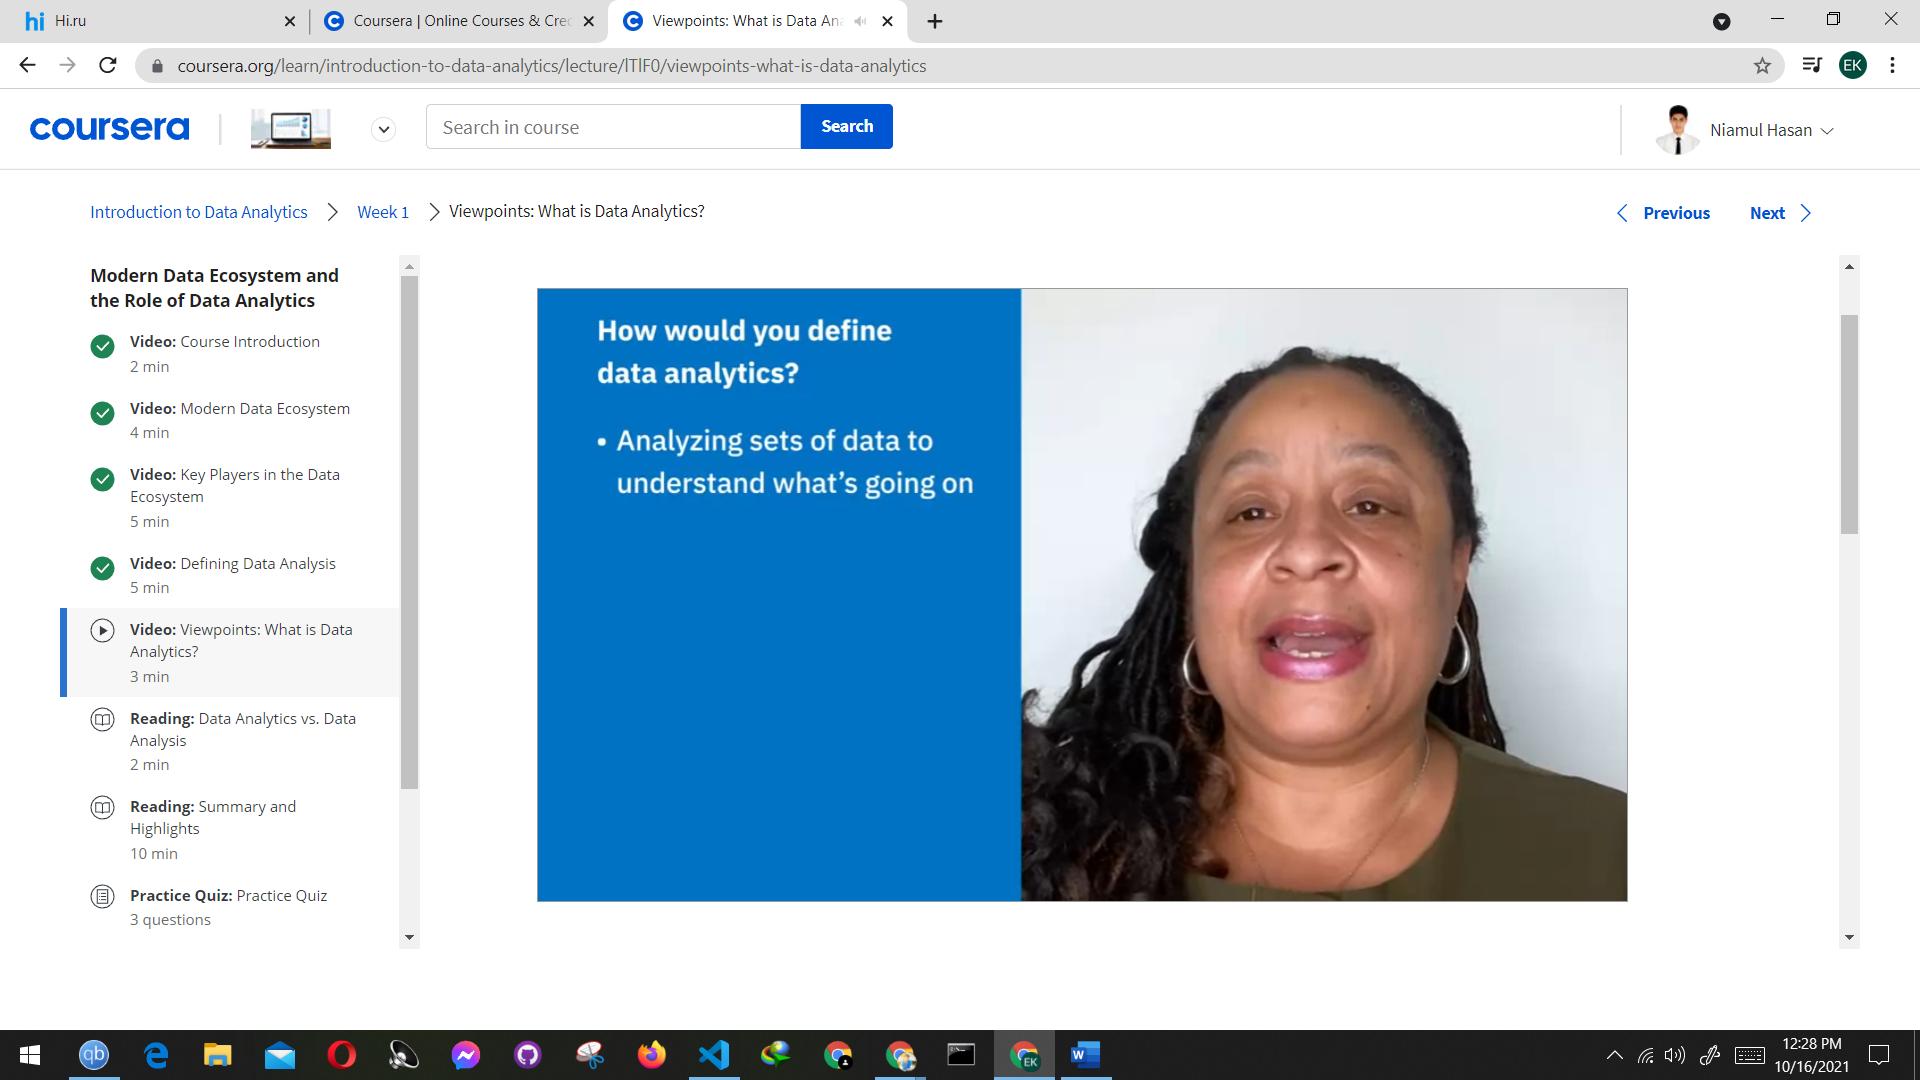 hi Hi.ru
Coursera | Online Courses & Cre
Viewpoints: What is Data An
coursera.org/learn/introduction-to-data-analytics/lecture/lTlF0/viewpoints-what-is-data-analytics
EK
coursera
Search in course
Search
Niamul Hasan
Introduction to Data Analytics
Week 1
Viewpoints: What is Data Analytics?
Previous
Next
Modern Data Ecosystem and
the Role of Data Analytics
Video: Course Introduction
2 min
Video: Modern Data Ecosystem
4 min
Video: Key Players in the Data
Ecosystem
5 min
Video: Defining Data Analysis
5 min
Video: Viewpoints: What is Data
Analytics?
3 min
Reading: Data Analytics vs. Data
Analysis
2 min
Reading: Summary and
Highlights
10 min
Practice Quiz: Practice Quiz
3 questions
How would you define
data analytics?
• Analyzing sets of data to
understand what’s going on
qb
EK
W
12:28 PM
10/16/2021